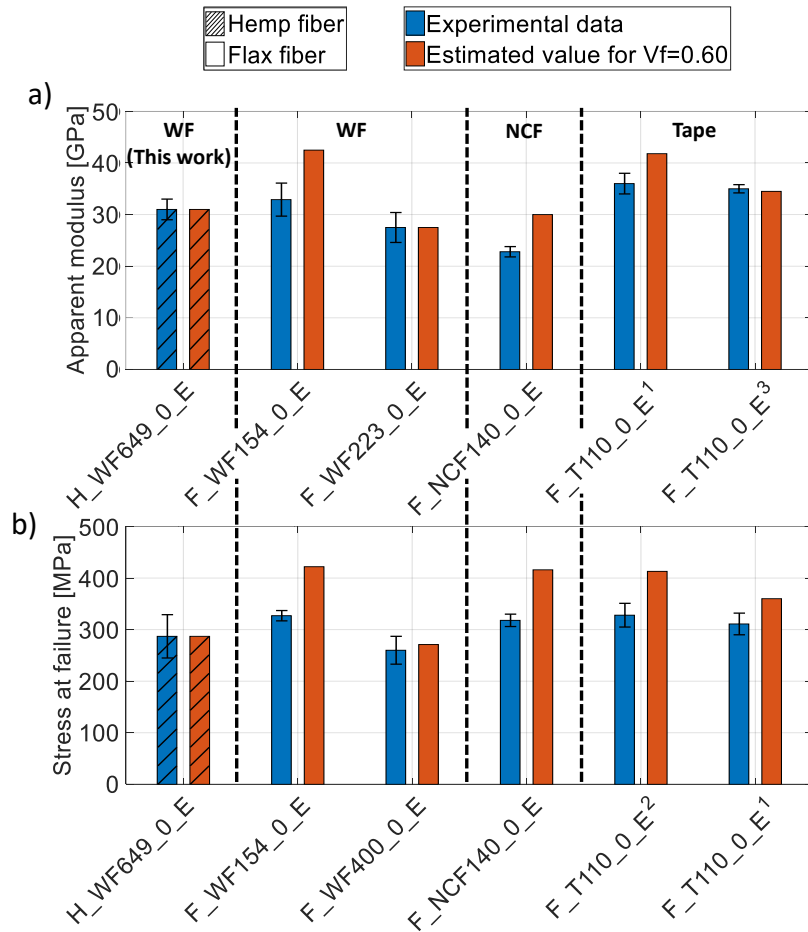 Hemp fiber
Flax fiber
Experimental data
Estimated value for Vf=0.60
a)
Apparent modulus [GPa]
50
40
30
20
10
0
WF
(This work)
WF
NCF
Tape
H_WF649_0_E
F_WF154_0_E
F_WF223_0_E
F_NCF140_0_E
F_T110_0_E¹
F_T110_0_E³
b)
Stress at failure [MPa]
500
400
300
200
100
0
H_WF649_0_E
F_WF154_0_E
F_WF400_0_E
F_NCF140_0_E
F_T110_0_E²
F_T110_0_E¹